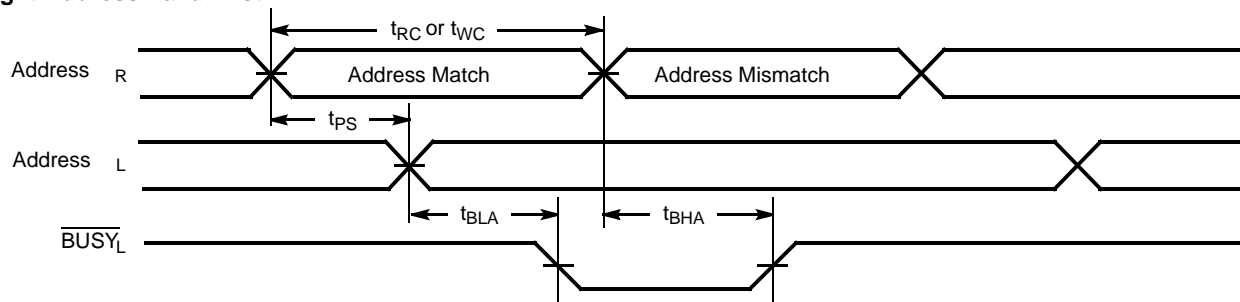 tRC or tWC
Address R
Address Match
Address Mismatch
tPS
Address L
tBLA
tBHA
BUSYL